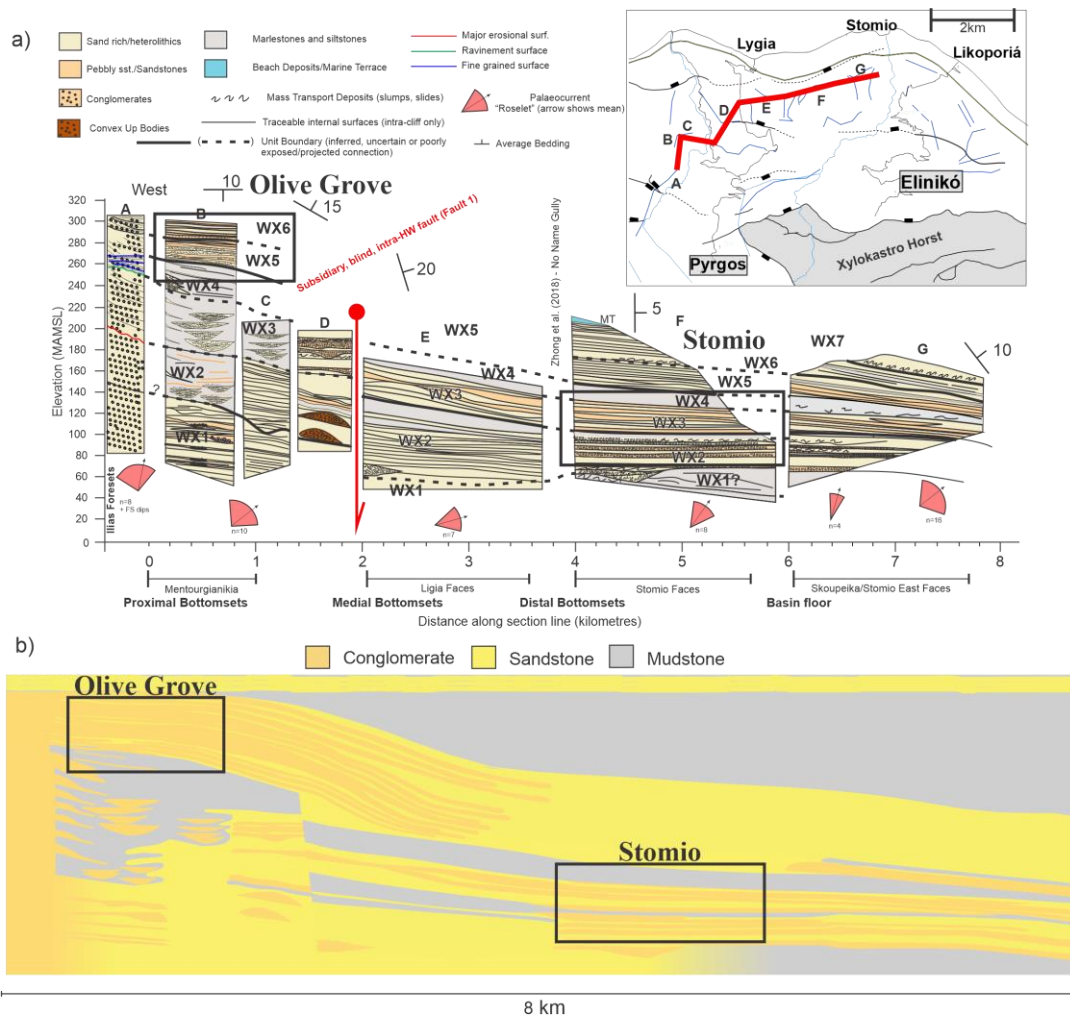 a)
Sand rich/heterolithics
Marlestones and siltstones
Major erosional surf.
Ravinement surface
Fine grained surface
Pebbly sst./Sandstones
Beach Deposits/Marine Terrace
Conglomerates
Mass Transport Deposits (slumps, slides)
Palaeocurrent
"Roselet" (arrow shows mean)
Traceable internal surfaces (intra-cliff only)
Convex Up Bodies
Unit Boundary (inferred, uncertain or poorly
exposed/projected connection)
Average Bedding
Stomio
2km
Lygia
Likoporiá
G
D
E
F
C
B
A
Elinikó
Pyrgos
Xylokastro Horst
West
10
Olive Grove
15
Subsidiary, blind, intra-HW fault (Fault 1)
20
Zhong et al. (2018) - No Name Gully
5
10
Elevation (MAMSL)
320
300
280
260
240
220
200
180
160
140
120
100
80
60
40
20
0
A
B
WX6
WX5
WX4
C
WX3
WX2
?
WX1
D
E
WX5
WX4
WX3
WX2
WX1
MT
F
Stomio
WX7
WX6
WX5
WX4
WX3
WX2
WX1?
G
Ilias Foresets
n=8
+ FS dips
n=10
n=7
n=8
n=4
n=16
0 1 2 3 4 5 6 7 8
Mentourgianikia
Ligia Faces
Stomio Faces
Skoupeika/Stomio East Faces
Proximal Bottomsets
Medial Bottomsets
Distal Bottomsets
Basin floor
Distance along section line (kilometres)
b)
Conglomerate
Sandstone
Mudstone
Olive Grove
Stomio
8 km